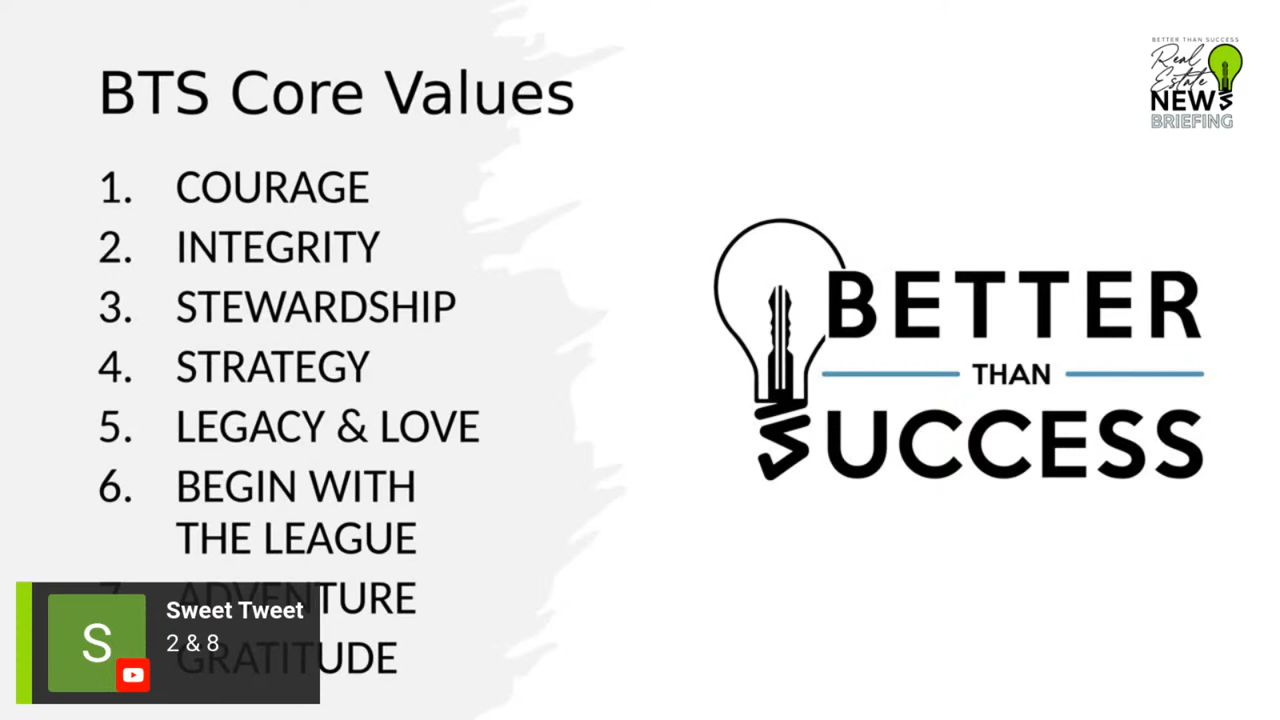 BTS Core Values
1. COURAGE
2. INTEGRITY
3. STEWARDSHIP
4. STRATEGY
5. LEGACY & LOVE
6. BEGIN WITH
THE LEAGUE
7. ADVENTURE
GRATITUDE
S
Sweet Tweet
2 & 8
BETTER THAN SUCCESS
Real
Estate
NEWS
BRIEFING
BETTER
THAN
SUCCESS